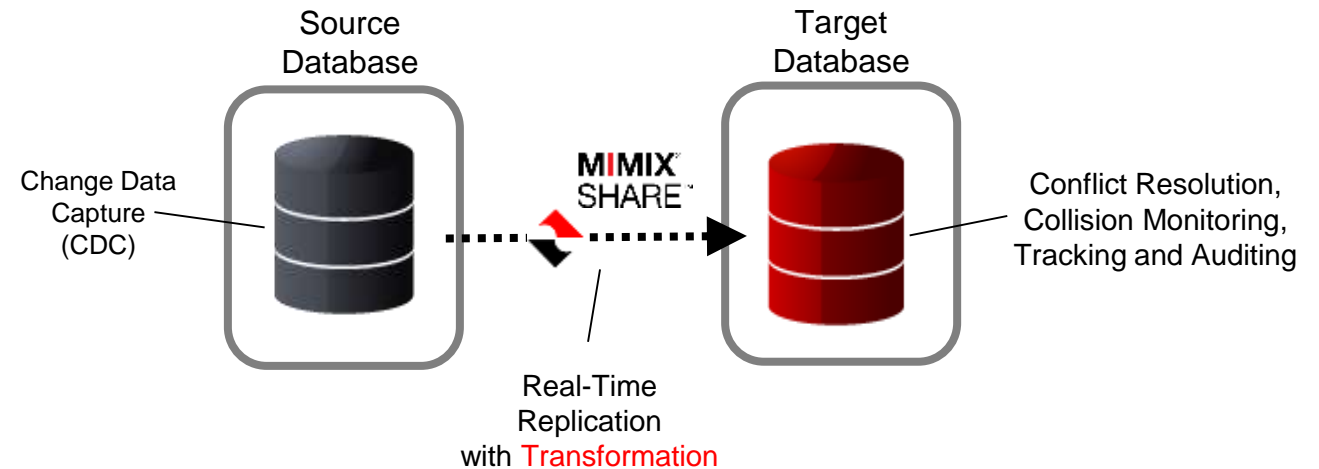 Source
Database
Target
Database
Change Data
Capture
(CDC)
MIMIX
SHARE™
Conflict Resolution,
Collision Monitoring,
Tracking and Auditing
Real-Time
Replication
with Transformation